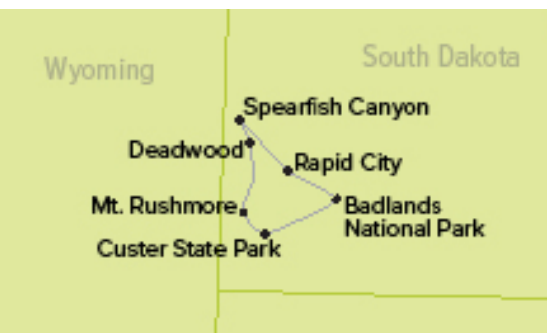 South Dakota
Wyoming
Spearfish Canyon
Deadwood
Rapid City
Mt. Rushmore
Badlands
National Park
Custer State Park